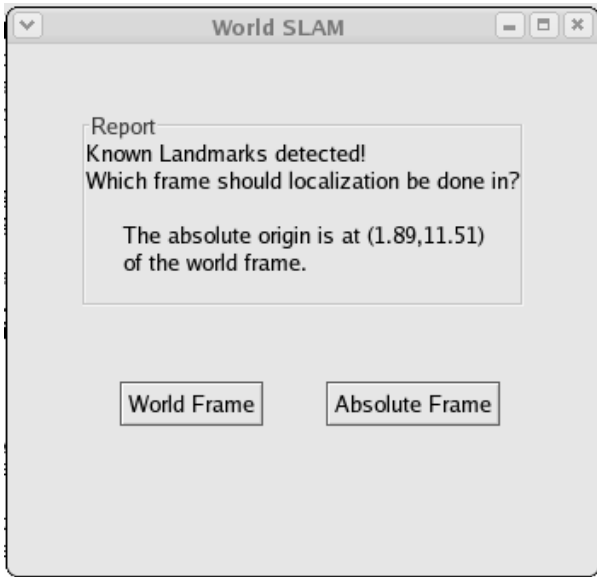 World SLAM
Report
Known Landmarks detected!
Which frame should localization be done in?
The absolute origin is at (1.89,11.51)
of the world frame.
World Frame
Absolute Frame